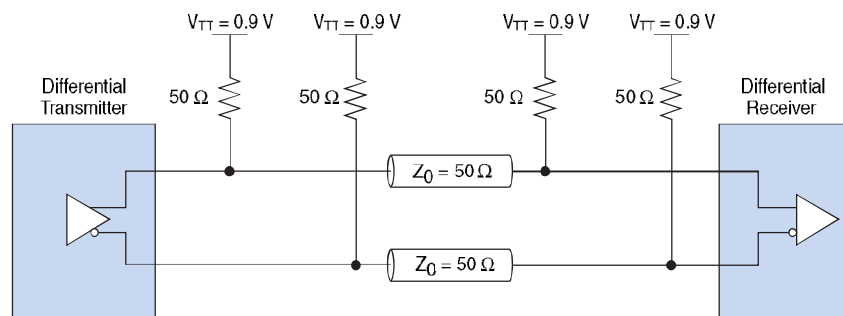 V_TT = 0.9 V V_TT = 0.9 V V_TT = 0.9 V V_TT = 0.9 V
Differential
Transmitter
50 Ω 50 Ω 50 Ω 50 Ω
Differential
Receiver
Z_0 = 50 Ω
Z_0 = 50 Ω